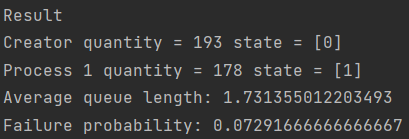 Result
Creator quantity = 193 state = [0]
Process 1 quantity = 178 state = [1]
Average queue length: 1.731355012203493
Failure probability: 0.07291666666666667